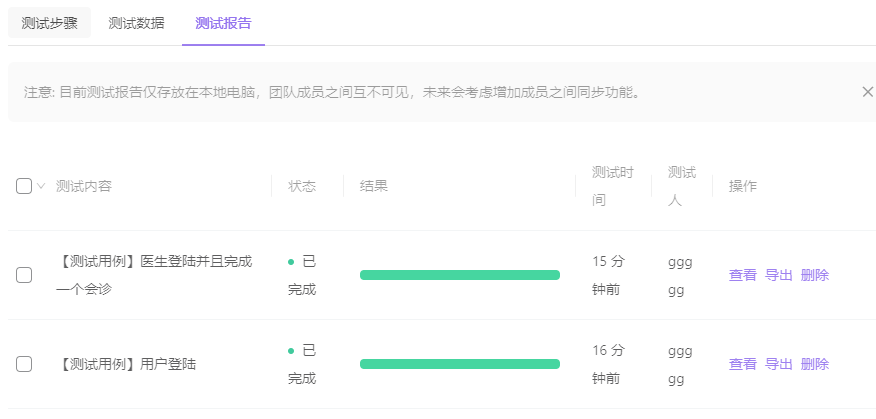 测试步骤 测试数据 测试报告
注意: 目前测试报告仅存放在本地电脑，团队成员之间互不可见，未来会考虑增加成员之间同步功能。
测试内容 状态 结果 测试时间 测试人 操作
【测试用例】医生登陆并且完成一个会诊 已完成 15 分钟前 ggggg 查看 导出 删除
【测试用例】用户登陆 已完成 16 分钟前 ggggg 查看 导出 删除